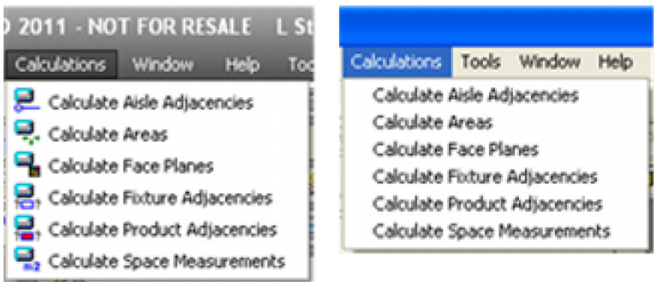 D 2011 - NOT FOR RESALE L St
Calculations Window Help Too
Calculate Aisle Adjacencies
Calculate Areas
Calculate Face Planes
Calculate Fixture Adjacencies
Calculate Product Adjacencies
Calculate Space Measurements
Calculations Tools Window Help
Calculate Aisle Adjacencies
Calculate Areas
Calculate Face Planes
Calculate Fixture Adjacencies
Calculate Product Adjacencies
Calculate Space Measurements